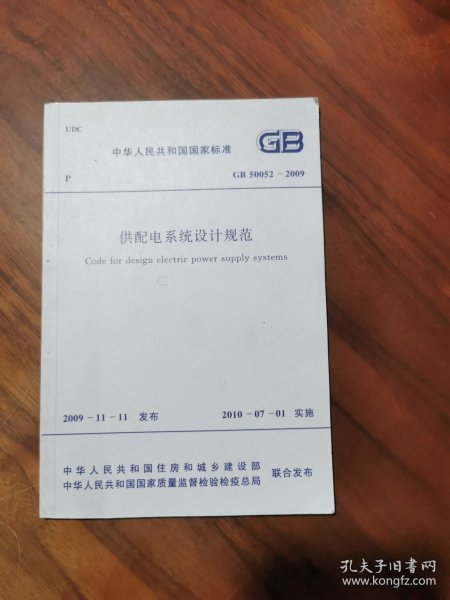 UDC
中华人民共和国国家标准
GB
P
GB 50052-2009
供配电系统设计规范
Code for design electric power supply systems
2009-11-11 发布
2010-07-01 实施
中华人民共和国住房和城乡建设部
中华人民共和国国家质量监督检验检疫总局
联合发布
孔夫子旧书网
www.kongfz.com